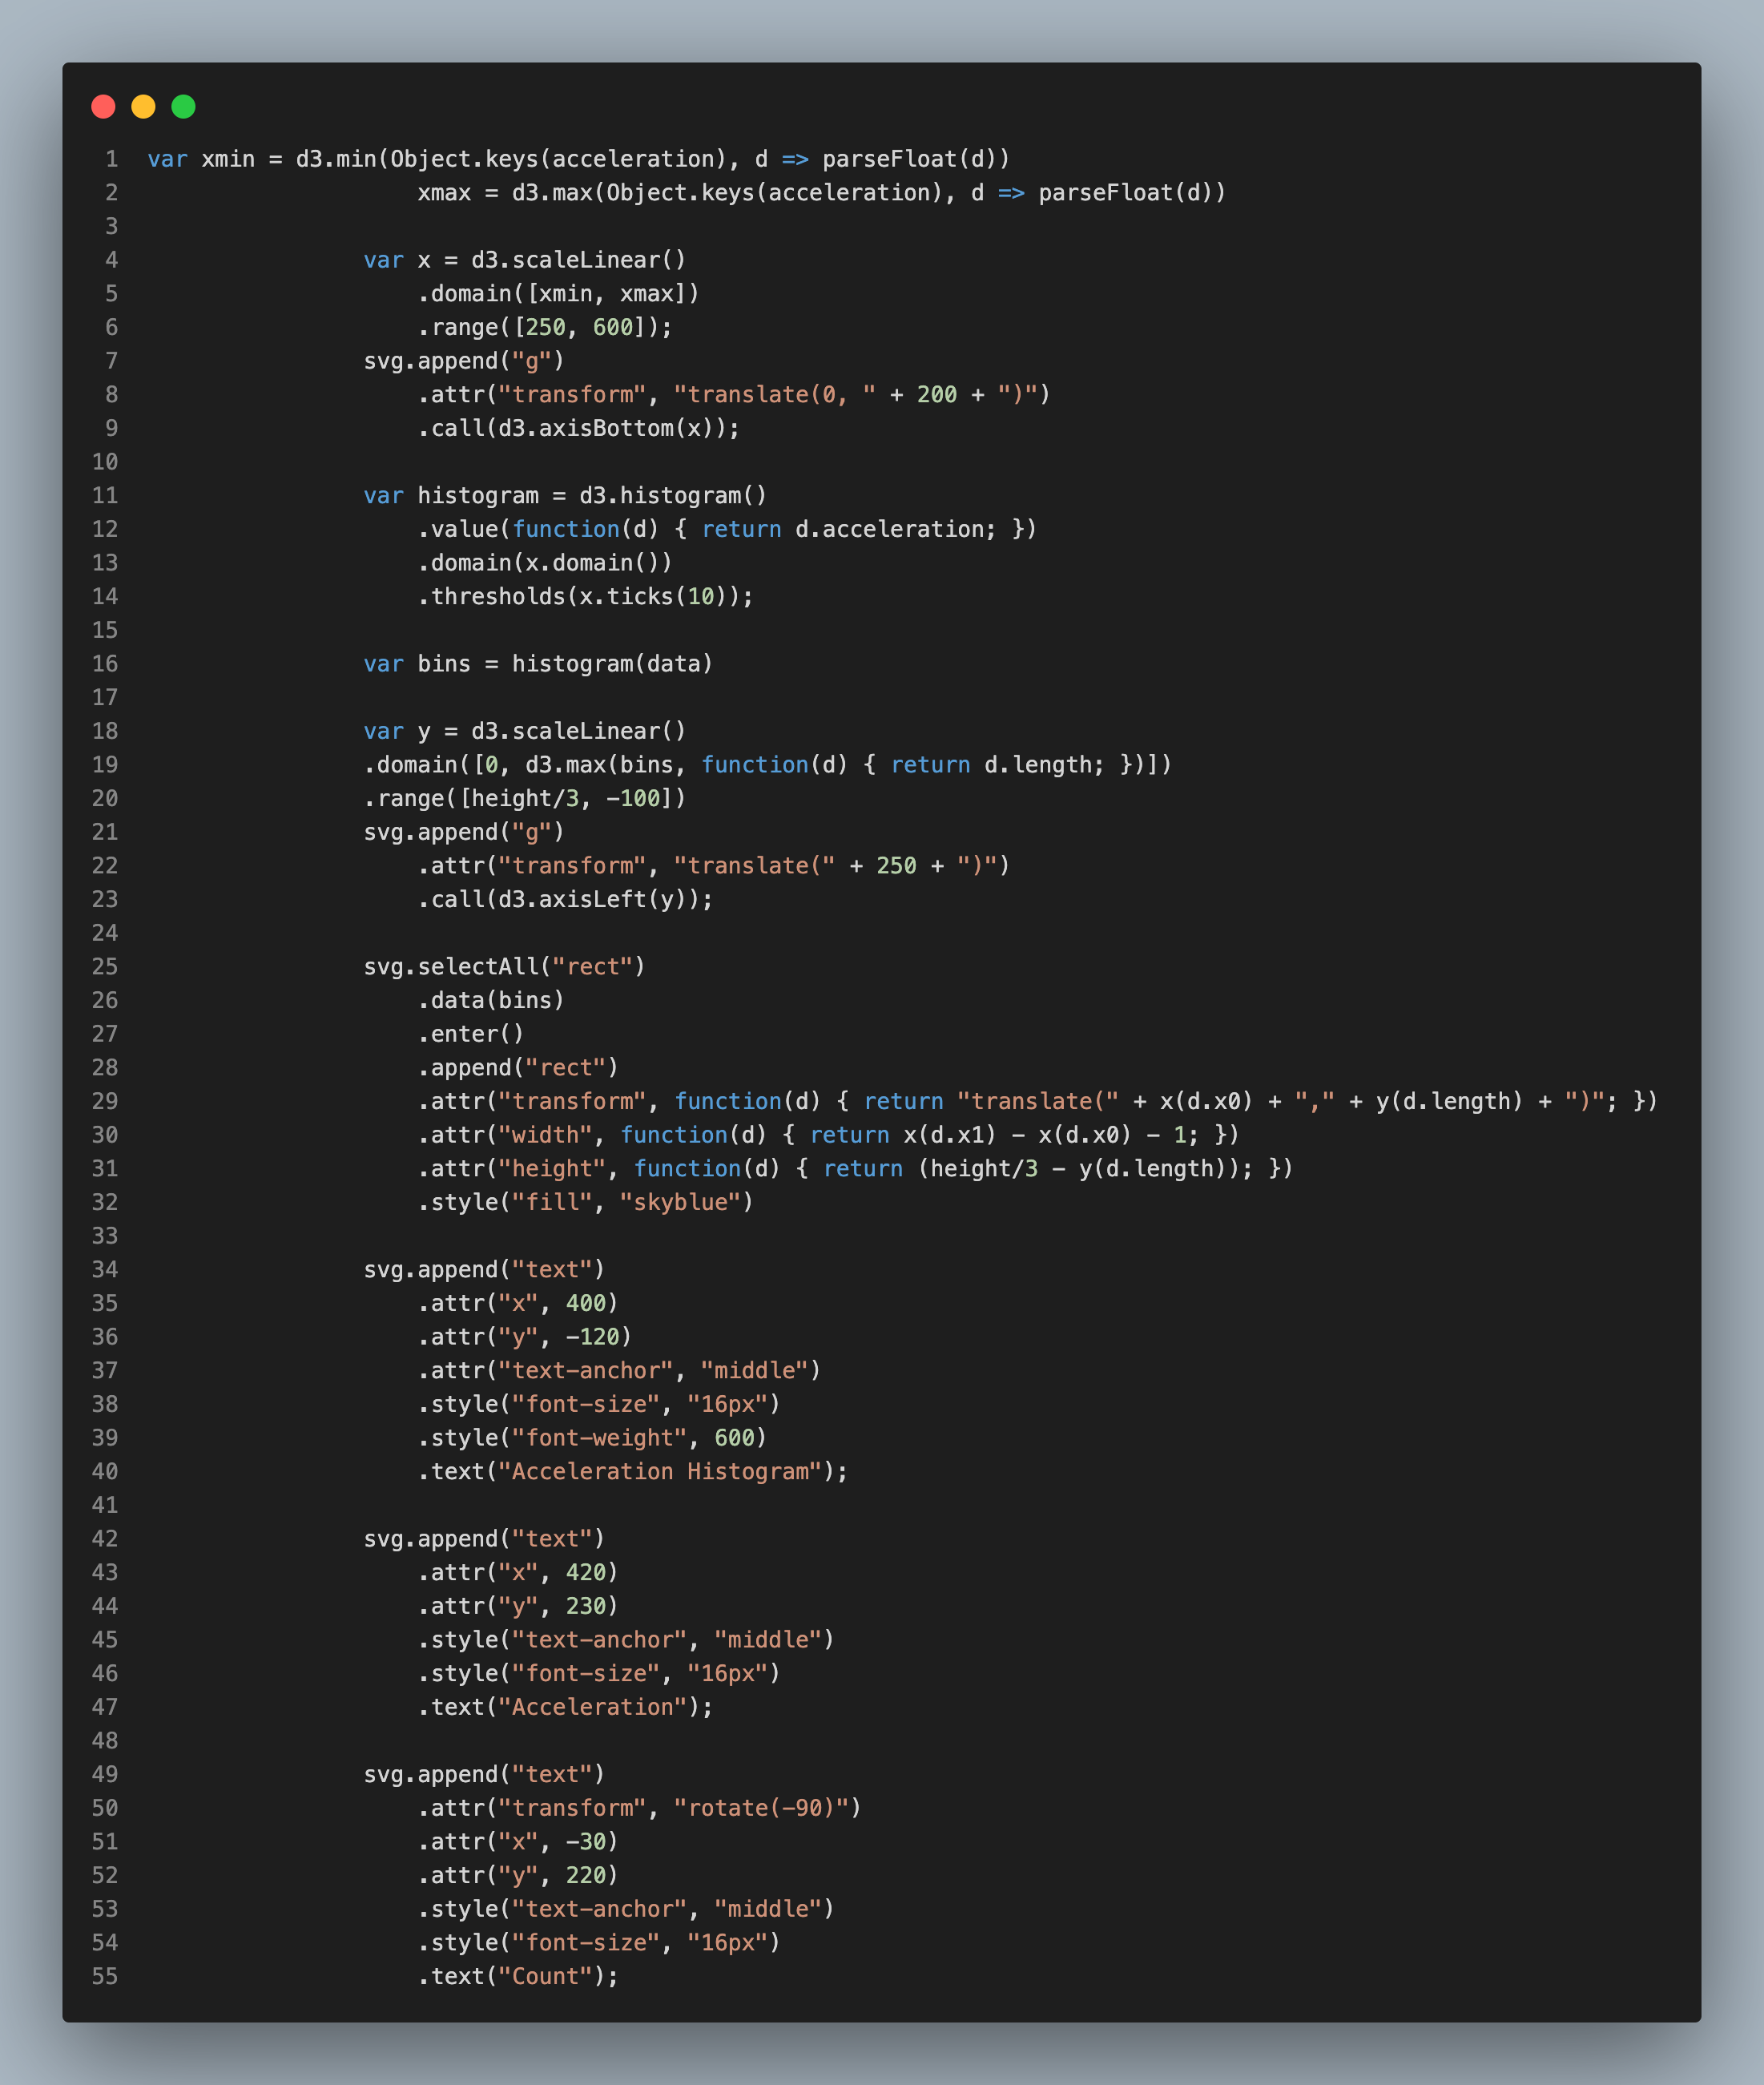 1 var xmin = d3.min(Object.keys(acceleration), d => parseFloat(d))
2 xmax = d3.max(Object.keys(acceleration), d => parseFloat(d))
3
4 var x = d3.scaleLinear()
5 .domain([xmin, xmax])
6 .range([250, 600]);
7 svg.append("g")
8 .attr("transform", "translate(0, " + 200 + ")")
9 .call(d3.axisBottom(x));
10
11 var histogram = d3.histogram()
12 .value(function(d) { return d.acceleration; })
13 .domain(x.domain())
14 .thresholds(x.ticks(10));
15
16 var bins = histogram(data)
17
18 var y = d3.scaleLinear()
19 .domain([0, d3.max(bins, function(d) { return d.length; })])
20 .range([height/3, -100])
21 svg.append("g")
22 .attr("transform", "translate(" + 250 + ")")
23 .call(d3.axisLeft(y));
24
25 svg.selectAll("rect")
26 .data(bins)
27 .enter()
28 .append("rect")
29 .attr("transform", function(d) { return "translate(" + x(d.x0) + "," + y(d.length) + ")"; })
30 .attr("width", function(d) { return x(d.x1) - x(d.x0) - 1; })
31 .attr("height", function(d) { return (height/3 - y(d.length)); })
32 .style("fill", "skyblue")
33
34 svg.append("text")
35 .attr("x", 400)
36 .attr("y", -120)
37 .attr("text-anchor", "middle")
38 .style("font-size", "16px")
39 .style("font-weight", 600)
40 .text("Acceleration Histogram");
41
42 svg.append("text")
43 .attr("x", 420)
44 .attr("y", 230)
45 .style("text-anchor", "middle")
46 .style("font-size", "16px")
47 .text("Acceleration");
48
49 svg.append("text")
50 .attr("transform", "rotate(-90)")
51 .attr("x", -30)
52 .attr("y", 220)
53 .style("text-anchor", "middle")
54 .style("font-size", "16px")
55 .text("Count");